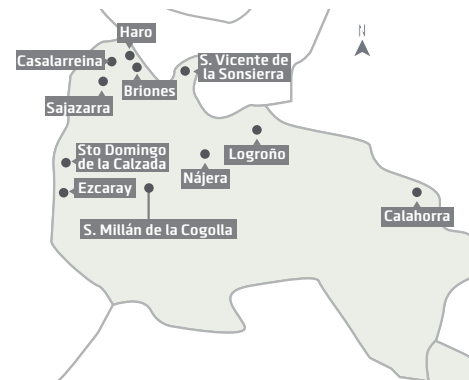 Haro
N
Casalarreina
S. Vicente de
la Sonsierra
Briones
Sajazarra
Sto Domingo
de la Calzada
Logroño
Nájera
Ezcaray
Calahorra
S. Millán de la Cogolla